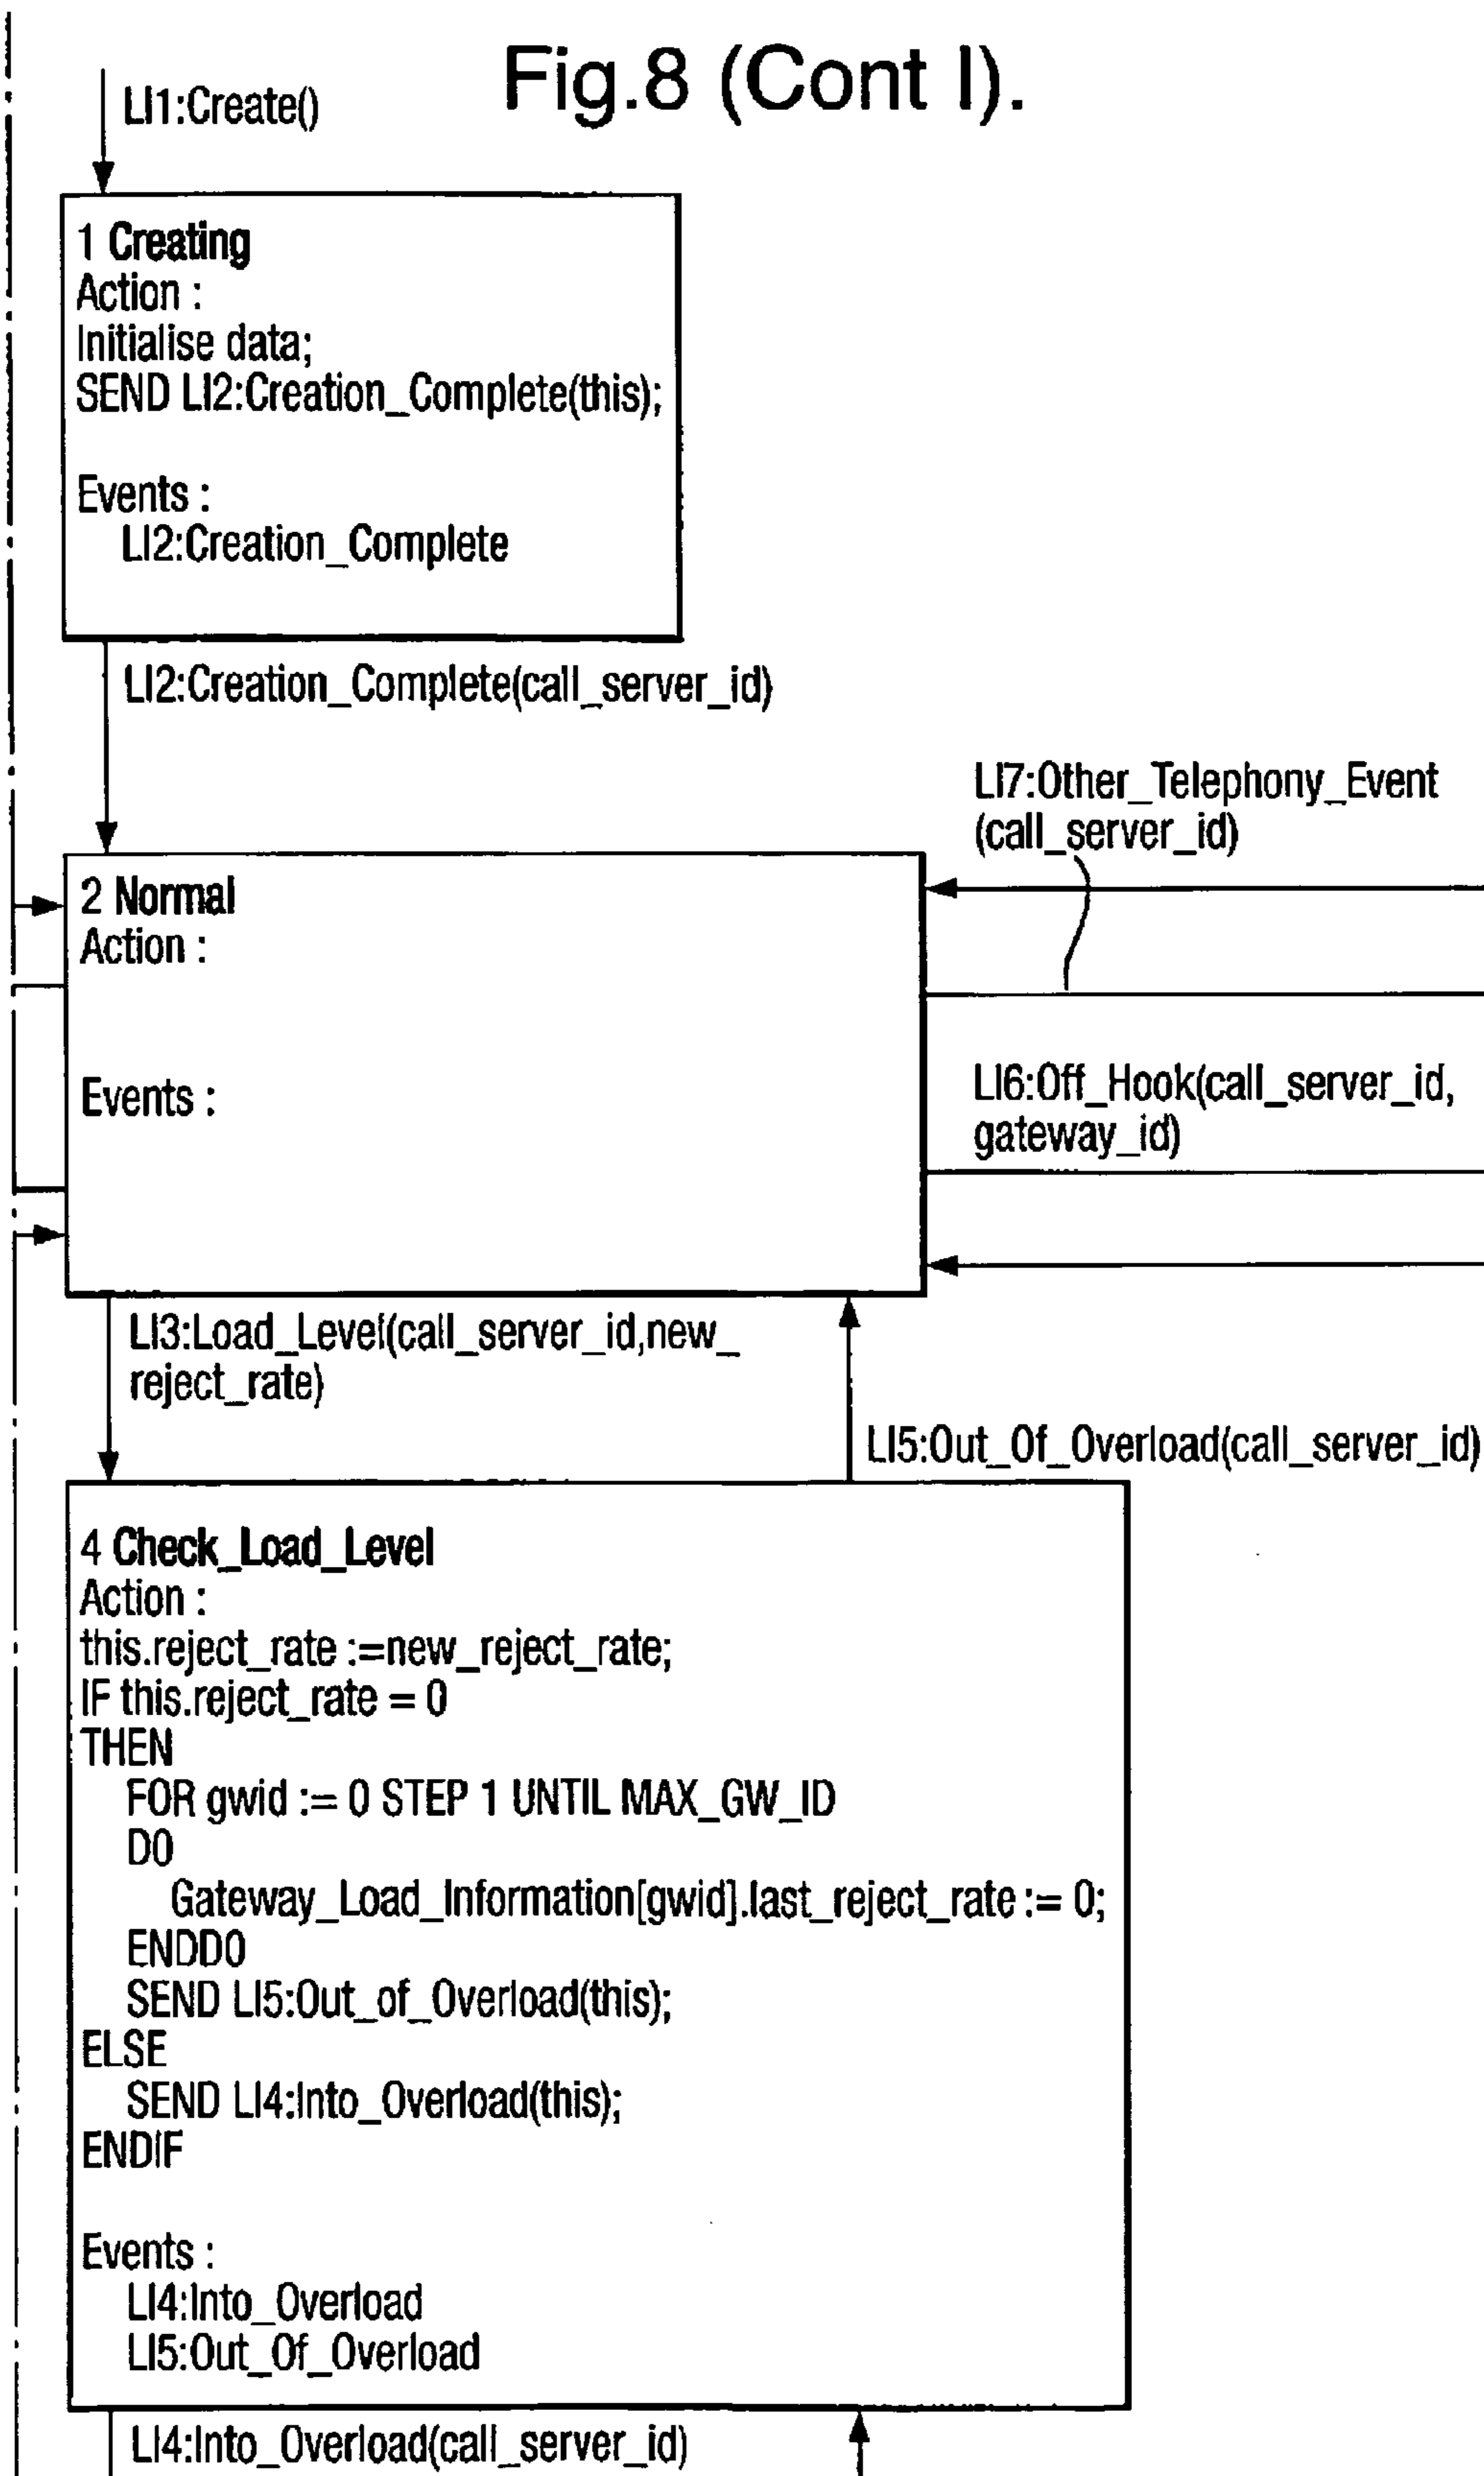 Fig.8 (Cont I).
LI1:Create()
1 Creating
Action :
Initialise data;
SEND LI2:Creation_Complete(this);
Events :
LI2:Creation_Complete
LI2:Creation_Complete(call_server_id)
LI7:Other_Telephony_Event
(call_server_id)
2 Normal
Action :
Events :
LI6:Off_Hook(call_server_id,
gateway_id)
LI3:Load_Level(call_server_id,new_
reject_rate)
LI5:Out_Of_Overload(call_server_id)
4 Check_Load_Level
Action :
this.reject_rate :=new_reject_rate;
IF this.reject_rate = 0
THEN
FOR gwid := 0 STEP 1 UNTIL MAX_GW_ID
DO
Gateway_Load_Information[gwid].last_reject_rate := 0;
ENDDO
SEND LI5:Out_of_Overload(this);
ELSE
SEND LI4:Into_Overload(this);
ENDIF
Events :
LI4:Into_Overload
LI5:Out_Of_Overload
LI4:Into_Overload(call_server_id)